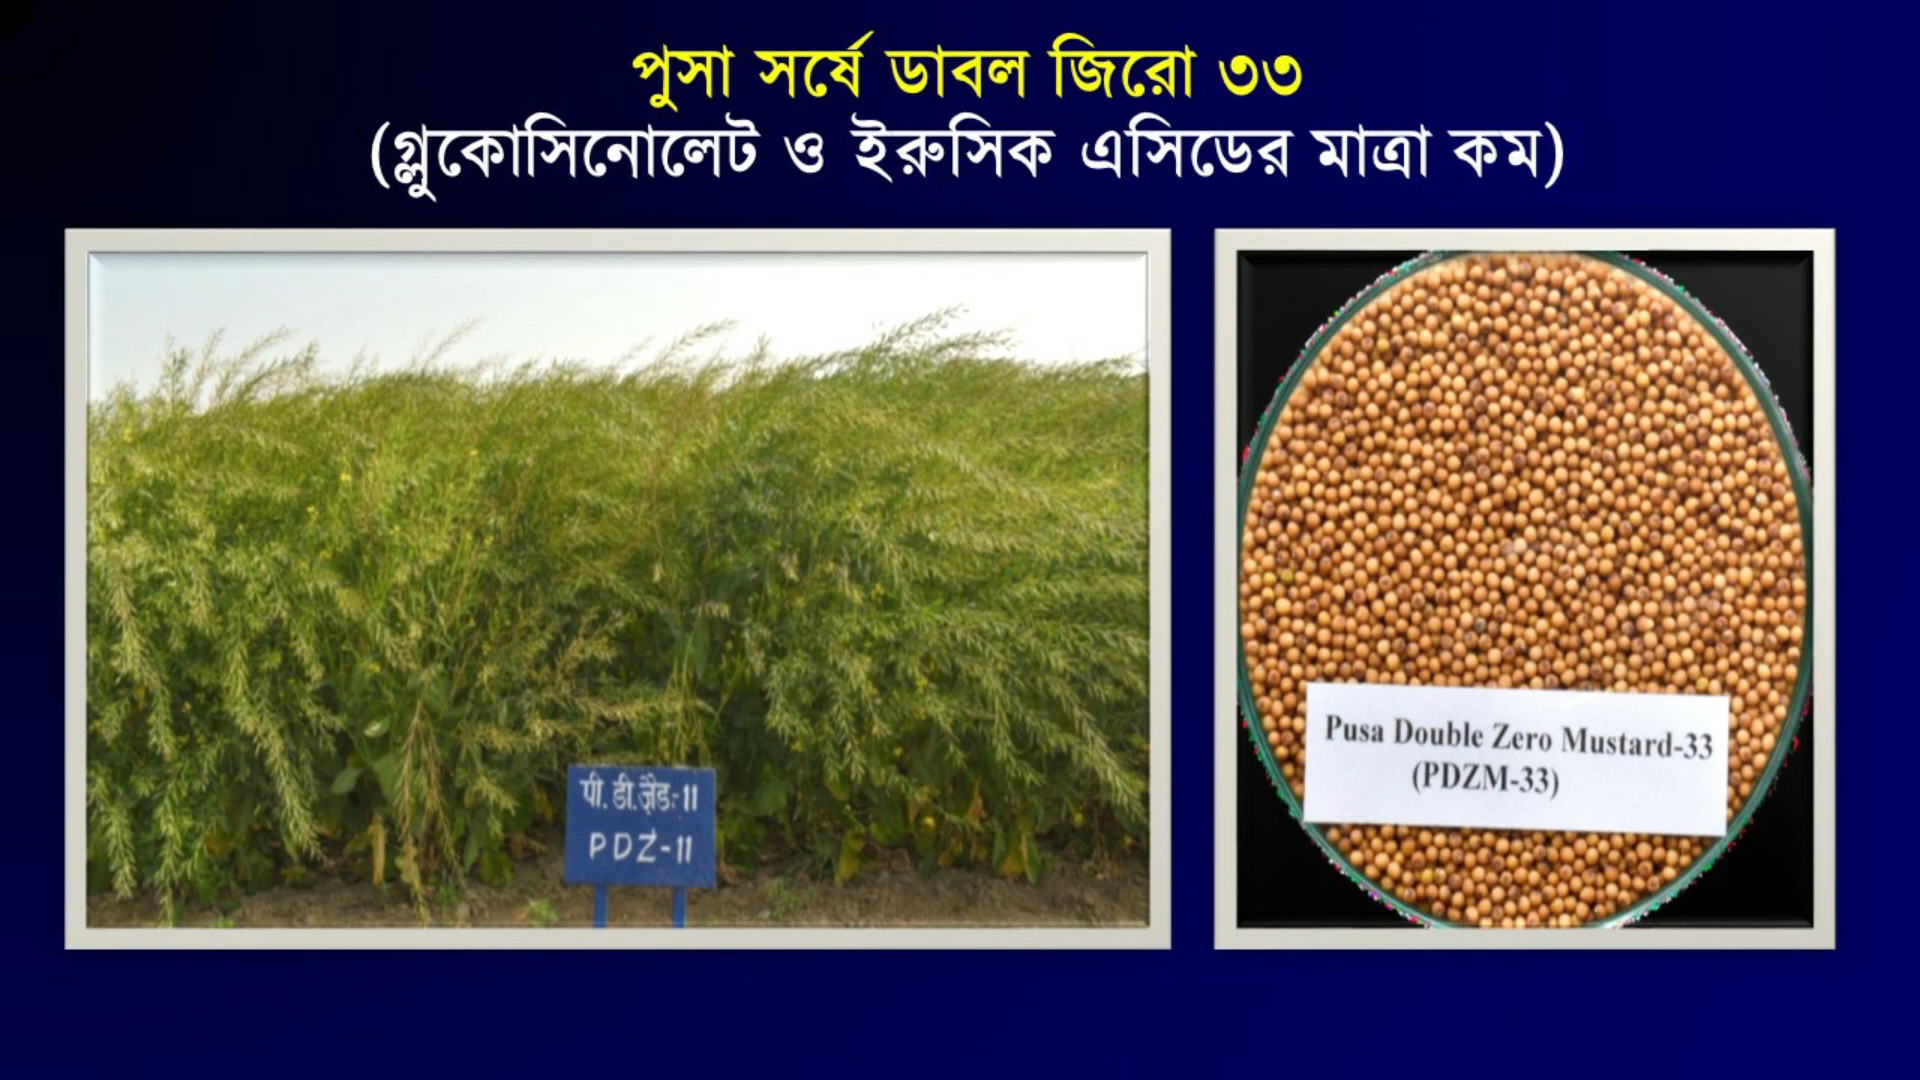 পুসা সর্ষে ডাবল জিরো ৩৩
(গ্লুকোসিনোলেট ও ইরুসিক এসিডের মাত্রা কম)
पी. डी.ज़ैड.-11
PDZ-11
Pusa Double Zero Mustard-33
(PDZM-33)